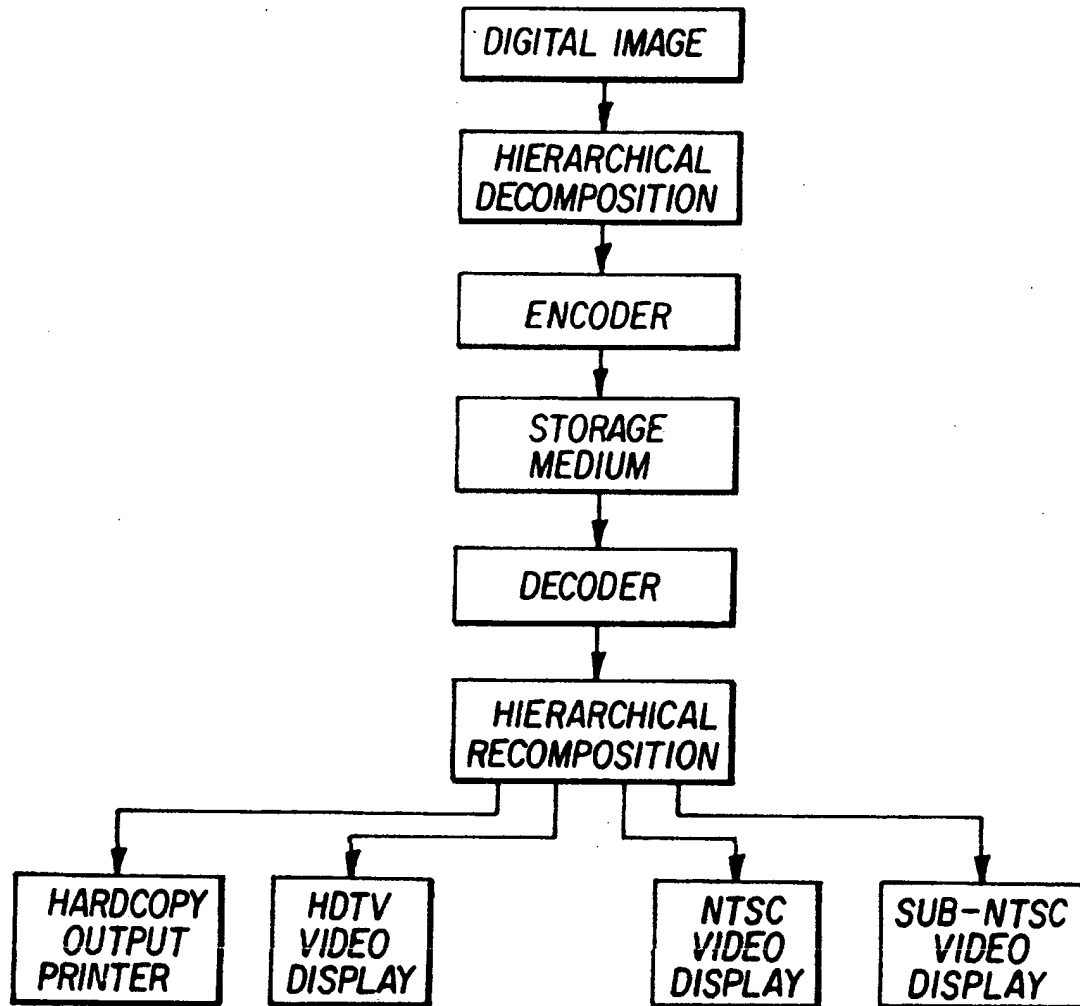 DIGITAL IMAGE
HIERARCHICAL
DECOMPOSITION
ENCODER
STORAGE
MEDIUM
DECODER
HIERARCHICAL
RECOMPOSITION
HARDCOPY
OUTPUT
PRINTER
HDTV
VIDEO
DISPLAY
NTSC
VIDEO
DISPLAY
SUB-NTSC
VIDEO
DISPLAY